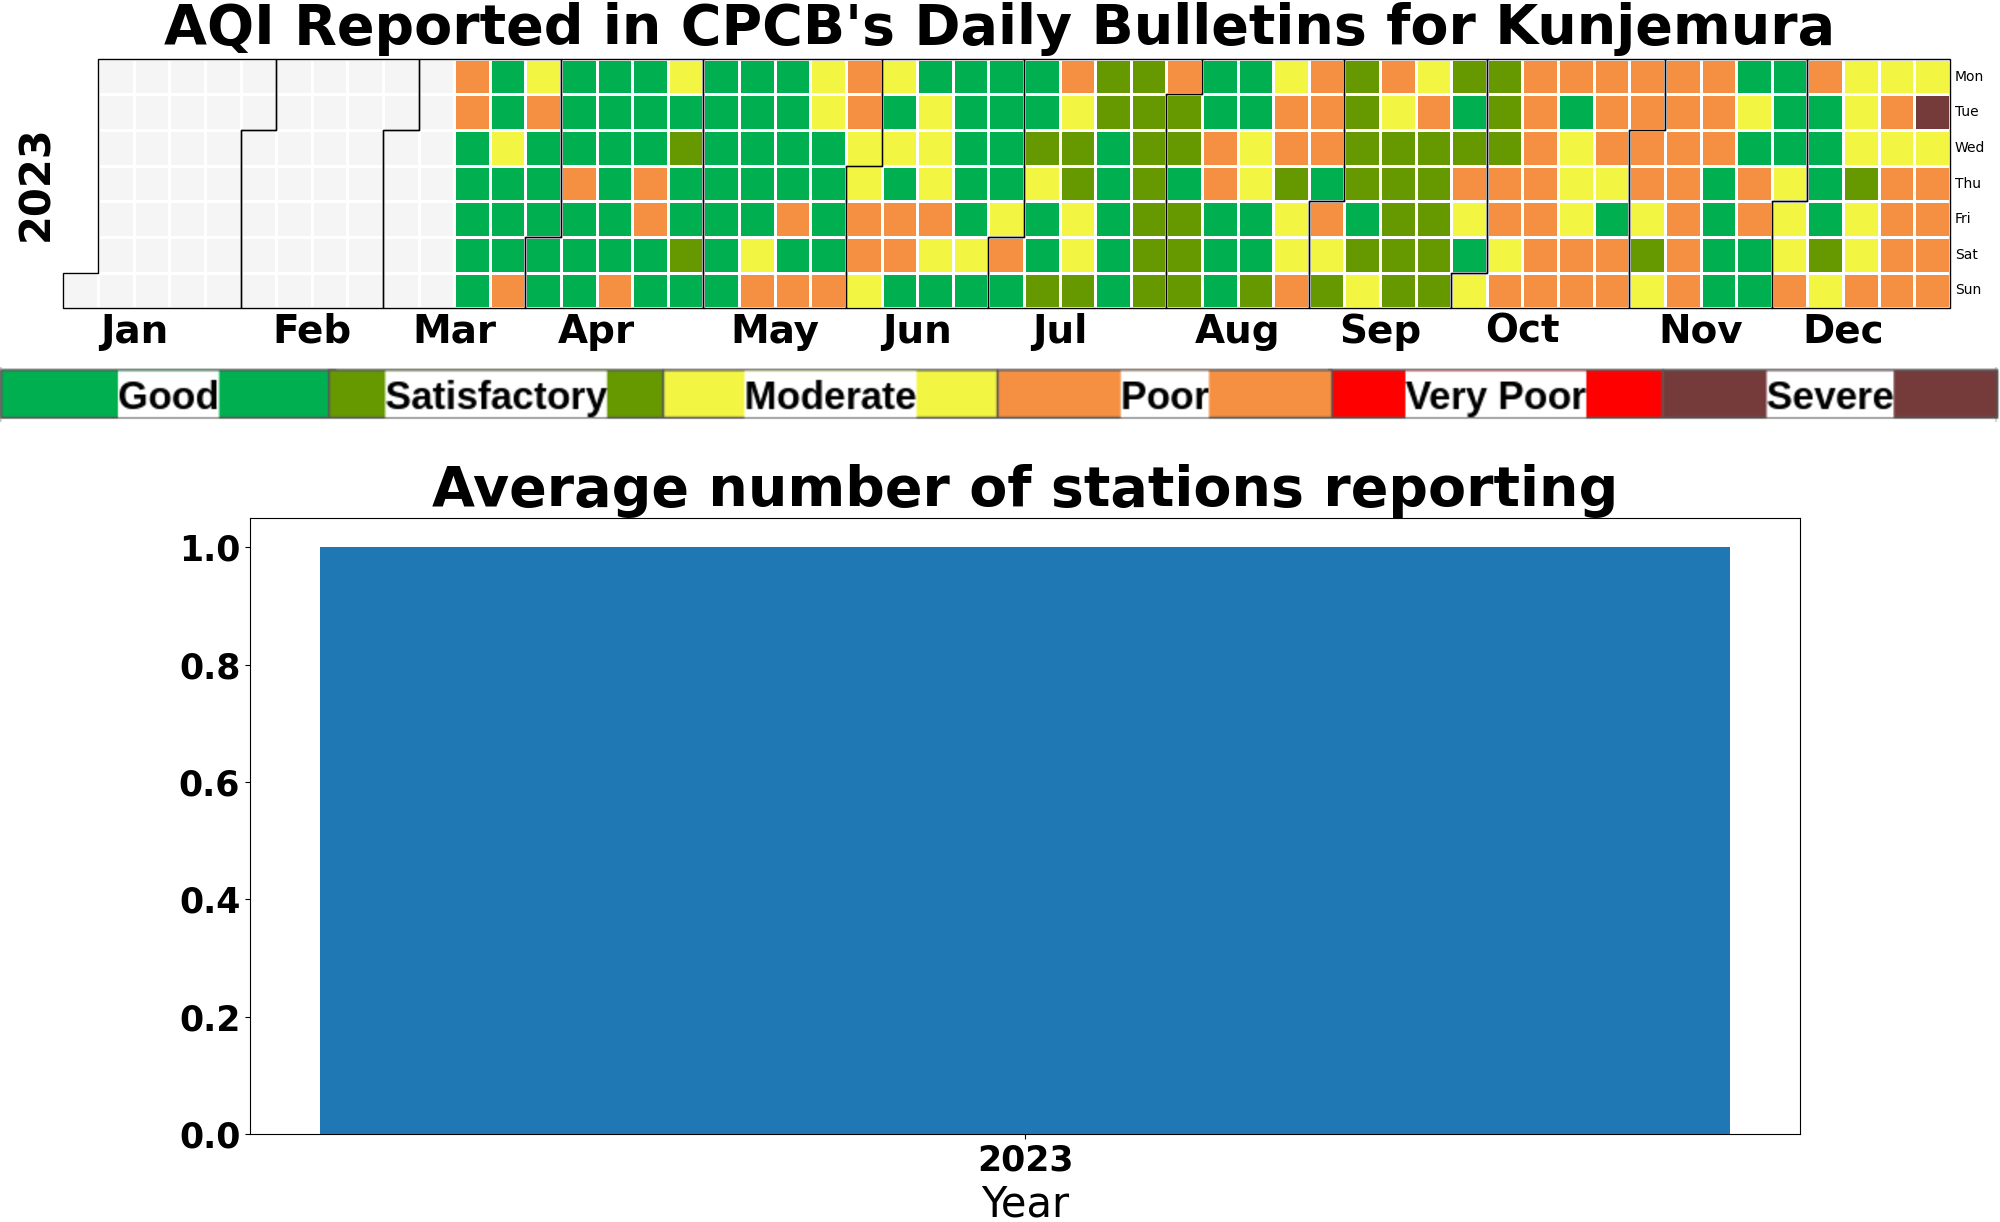 AQI Reported in CPCB's Daily Bulletins for Kunjemura
2023
Mon
Tue
Wed
Thu
Fri
Sat
Sun
Jan Feb Mar Apr May Jun Jul Aug Sep Oct Nov Dec
Good Satisfactory Moderate Poor Very Poor Severe
Average number of stations reporting
1.0
0.8
0.6
0.4
0.2
0.0
2023
Year